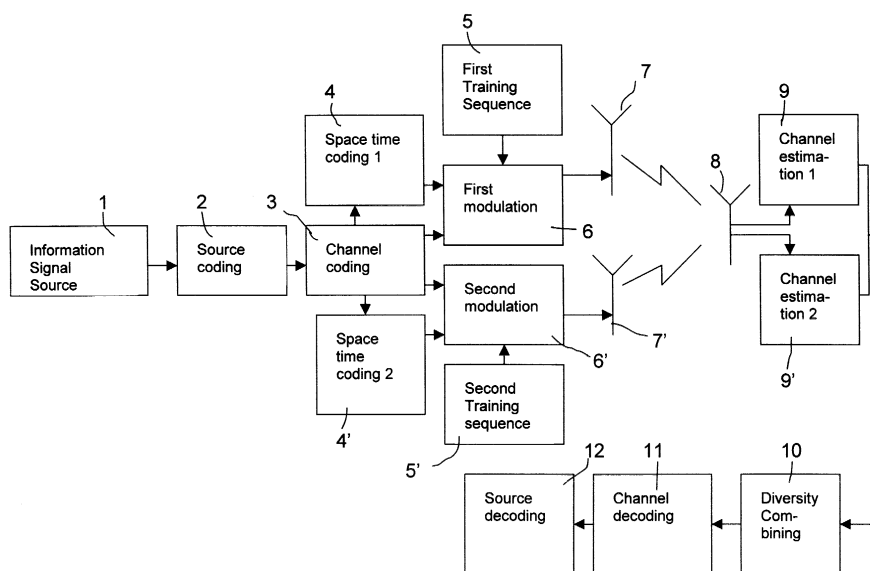 5
First
Training
Sequence
7
4
Space time
coding 1
9
Channel
estima-
tion 1
8
First
modulation
6
1
2
3
Information
Signal
Source
Source
coding
Channel
coding
Second
modulation
6’
7’
Channel
estima-
tion 2
9’
Space
time
coding 2
4’
Second
Training
sequence
5’
12
11
10
Source
decoding
Channel
decoding
Diversity
Com-
bining